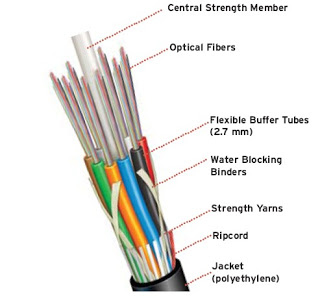 Central Strength Member
Optical Fibers
Flexible Buffer Tubes
(2.7 mm)
Water Blocking
Binders
Strength Yarns
Ripcord
Jacket
(polyethylene)